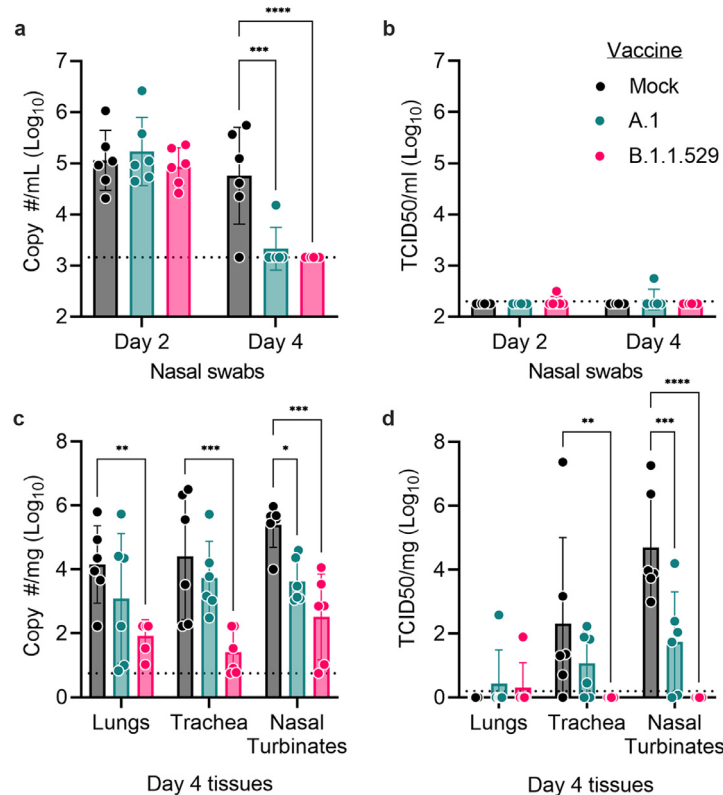 a
****
***
7
6
5
4
3
2
Copy #/mL (Log10)
Day 2
Day 4
Nasal swabs
b
Vaccine
Mock
A.1
B.1.1.529
7
6
5
4
3
2
TCID50/ml (Log10)
Day 2
Day 4
Nasal swabs
c
**
***
***
*
8
6
4
2
0
Copy #/mg (Log10)
Lungs
Trachea
Nasal
Turbinates
Day 4 tissues
d
**
****
***
8
6
4
2
0
TCID50/mg (Log10)
Lungs
Trachea
Nasal
Turbinates
Day 4 tissues